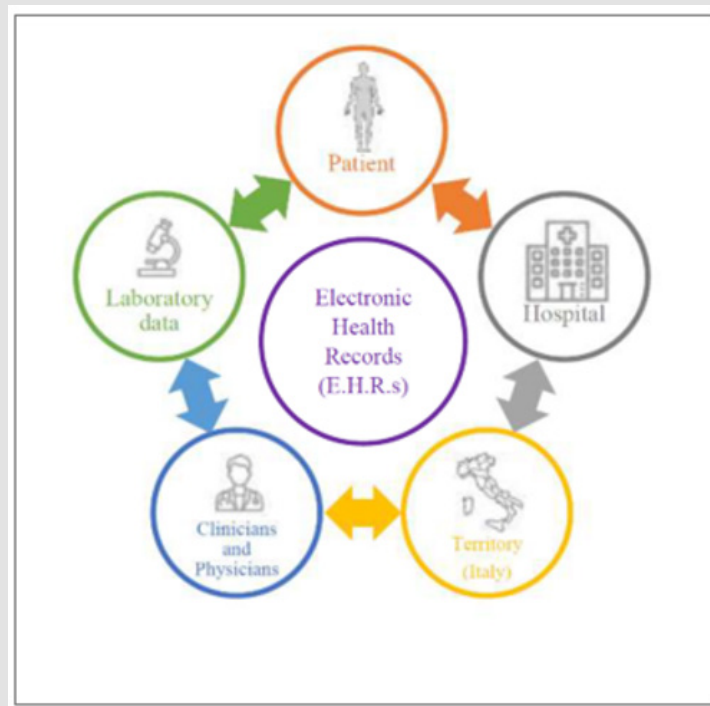 Patient
Laboratory
data
Hospital
Electronic
Health
Records
(E.H.R.s)
Clinicians
and
Physicians
Territory
(Italy)